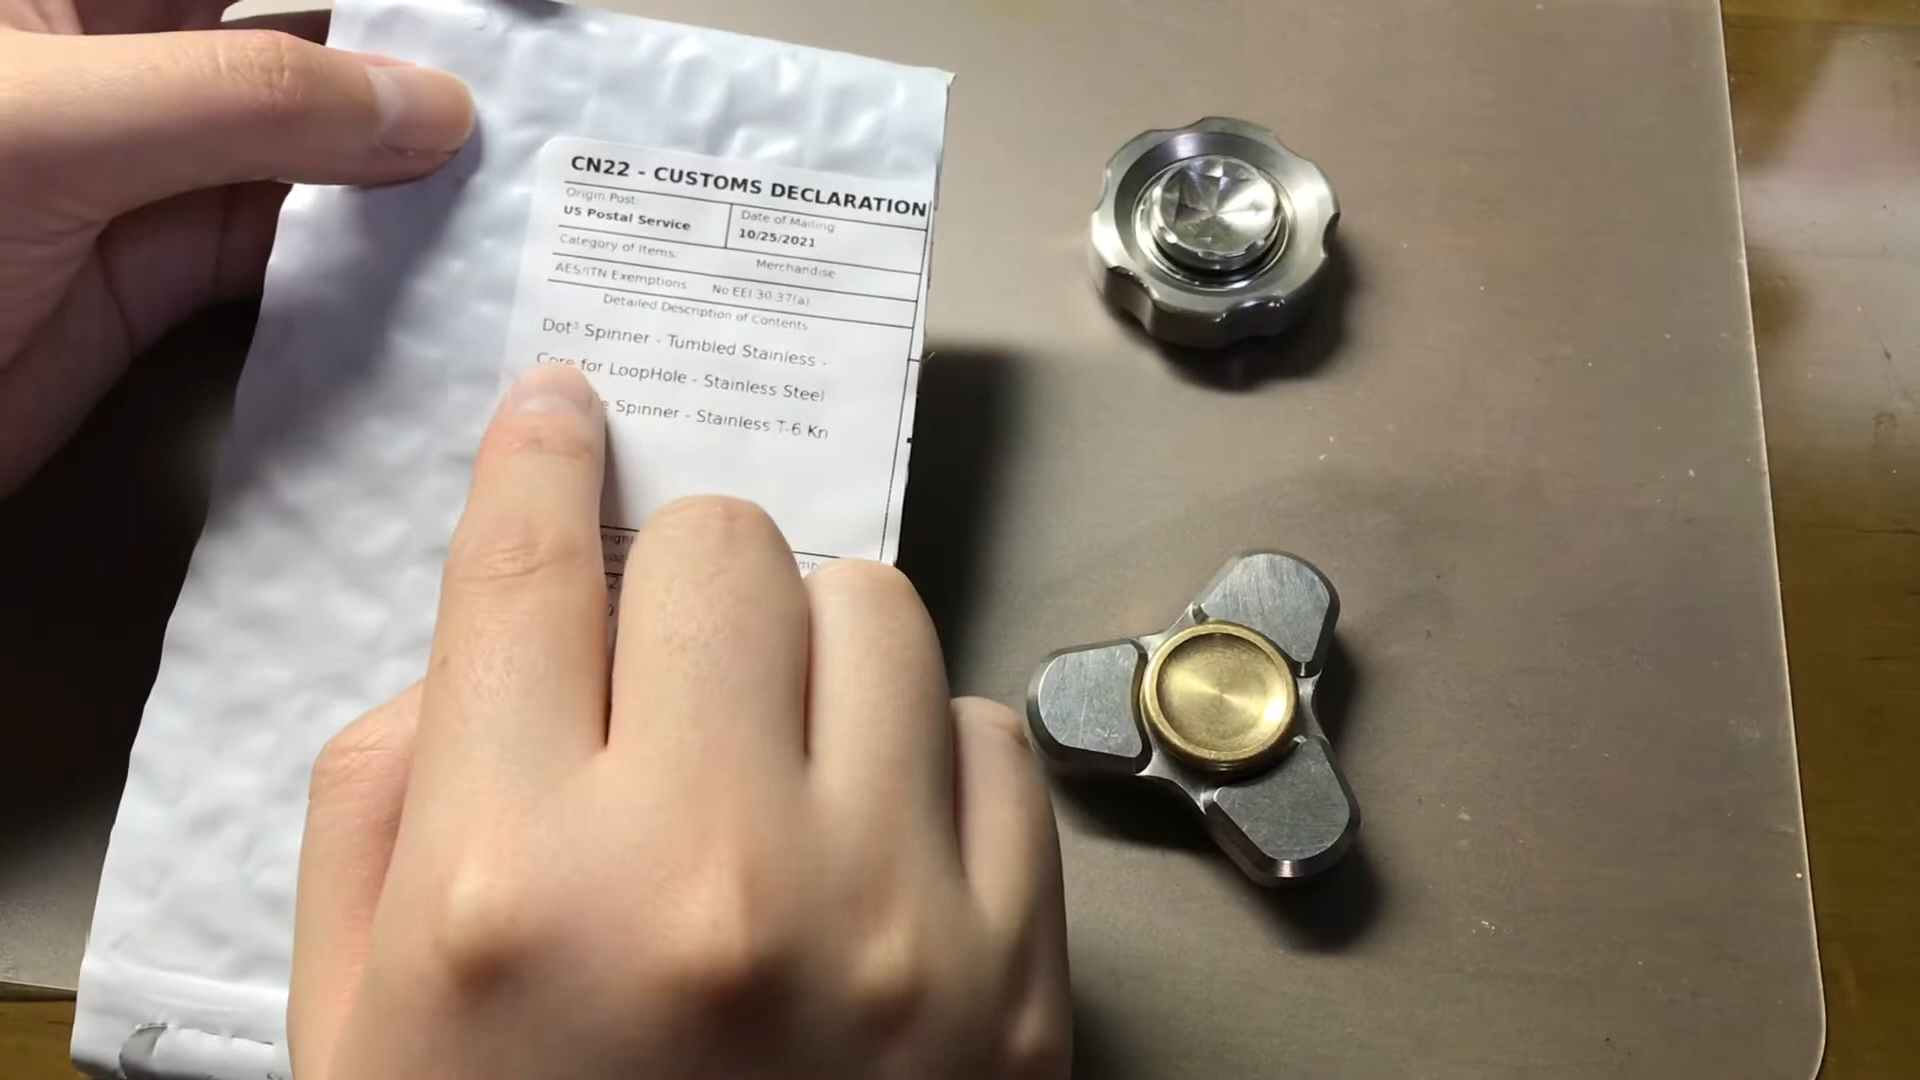 CN22 - CUSTOMS DECLARATION
Origin Post:
US Postal Service
Date of Mailing
10/25/2021
Category of Items:
Merchandise
AES/ITN Exemptions:
No EEI 30.37(a)
Detailed Description of Contents
Dot³ Spinner - Tumbled Stainless -
Core for LoopHole - Stainless Steel
Spinner - Stainless T-6 Kn